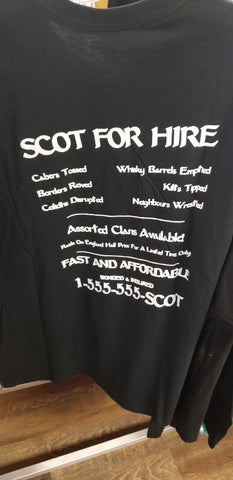 SCOT FOR HIRE
Cabers Tossed Whisky Barrels Emptied
Borders Reived Kilts Tipped
Ceilidhs Disrupted Neighbours Wrestled
Assorted Clans Available!
Raids On England Half Price For A Limited Time Only!
FAST AND AFFORDABLE
BONDED & INSURED
1-555-555-SCOT